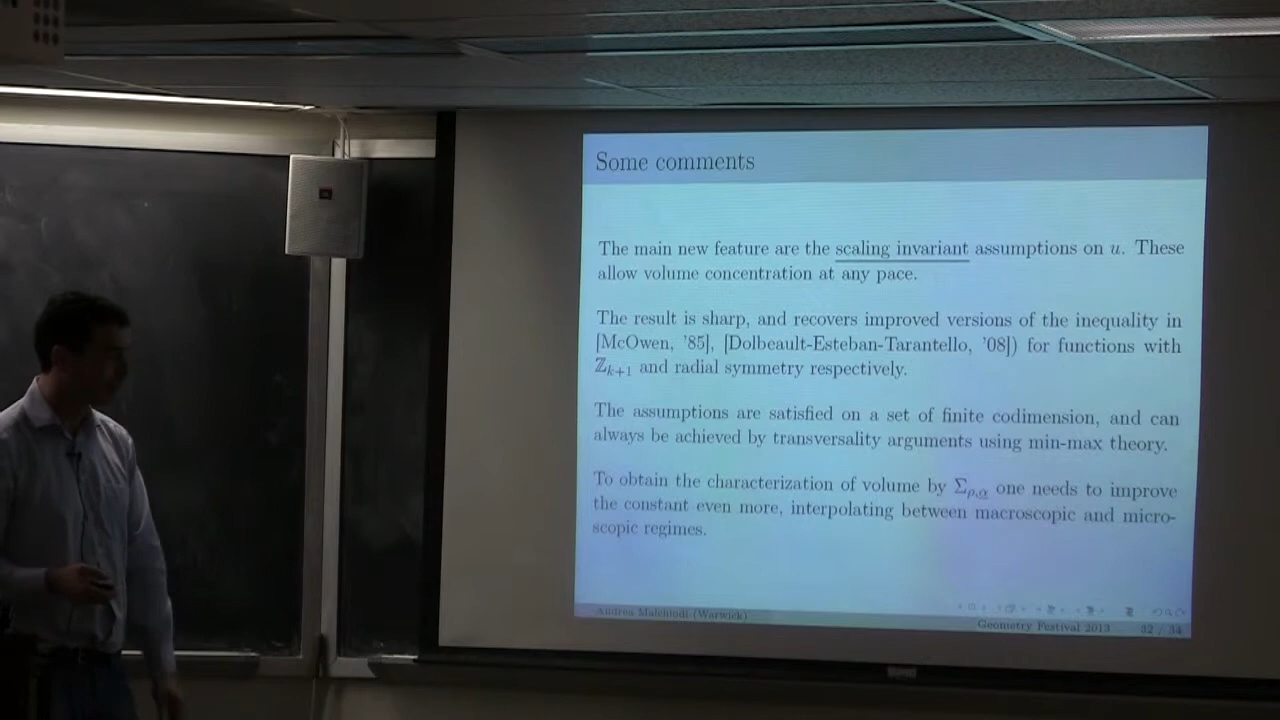 Some comments
The main new feature are the scaling invariant assumptions on u. These
allow volume concentration at any pace.
The result is sharp, and recovers improved versions of the inequality in
[McOwen, '85], [Dolbeault-Esteban-Tarantello, '08]) for functions with
ℤₖ₊₁ and radial symmetry respectively.
The assumptions are satisfied on a set of finite codimension, and can
always be achieved by transversality arguments using min-max theory.
To obtain the characterization of volume by Σ_{ρ,α} one needs to improve
the constant even more, interpolating between macroscopic and micro-
scopic regimes.
Andrea Malchiodi (Warwick)
Geometry Festival 2013 32 / 34